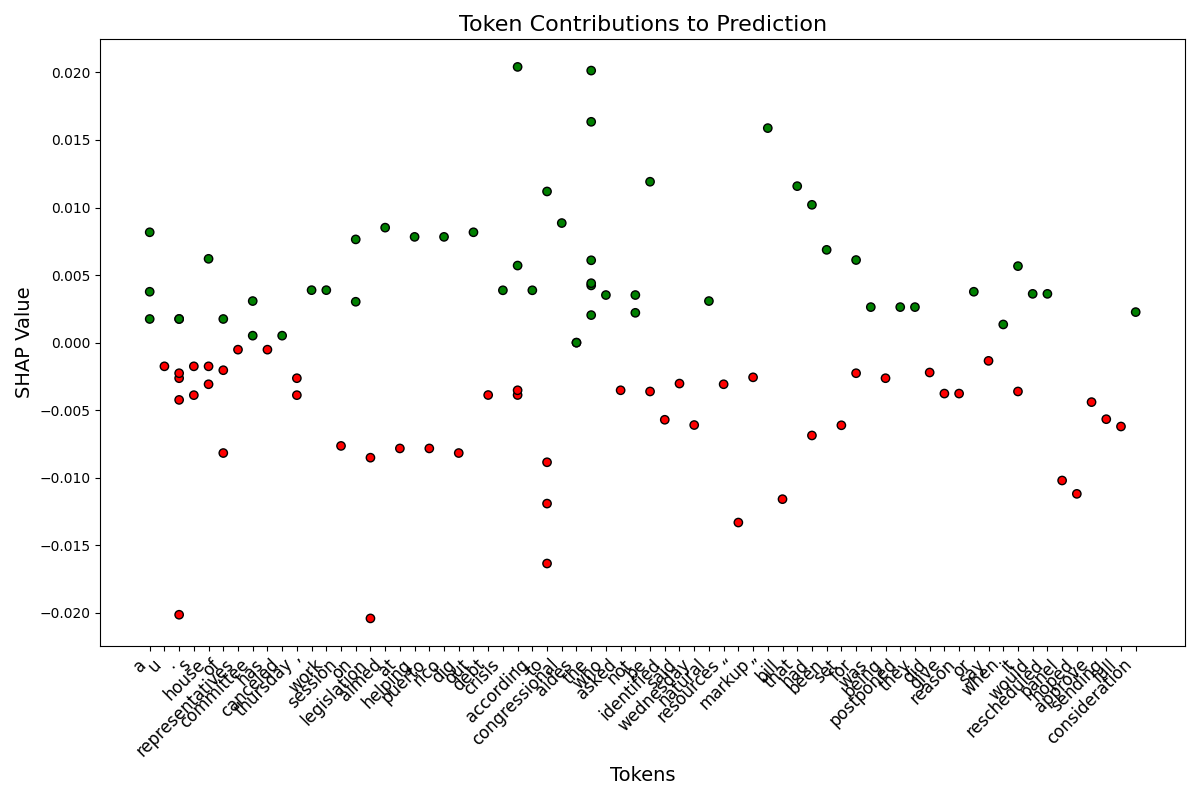 Token Contributions to Prediction
SHAP Value
0.020
0.015
0.010
0.005
0.000
−0.005
−0.010
−0.015
−0.020
a
u
.
s
house
of
representatives
committee
has
canceled
thursday
’
work
session
on
legislation
aimed
at
helping
puerto
rico
dig
out
debt
crisis
,
according
to
congressional
aides
the
who
asked
not
be
identified
said
wednesday
natural
resources
“
markup
”
bill
that
had
been
set
for
was
being
postponed
they
did
give
reason
or
say
when
it
would
rescheduled
panel
hoped
approve
sending
full
consideration
Tokens